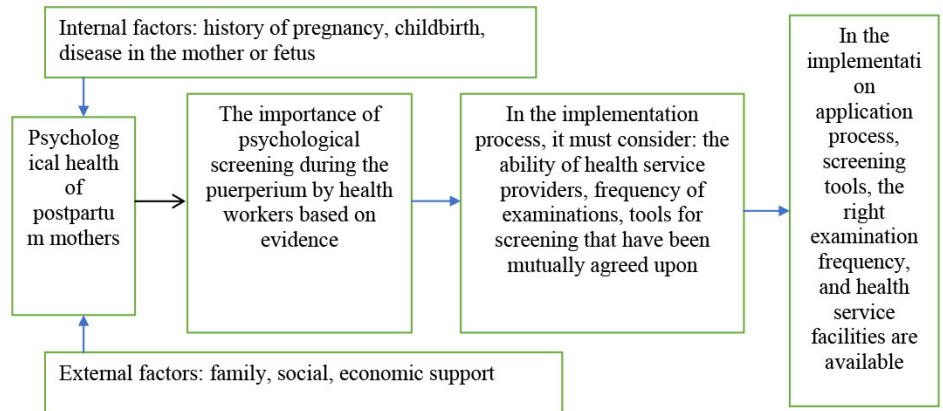 Internal factors: history of pregnancy, childbirth,
disease in the mother or fetus
Psycholog
ical health
of
postpartu
m mothers
The importance of
psychological
screening during the
puerperium by health
workers based on
evidence
In the implementation
process, it must consider: the
ability of health service
providers, frequency of
examinations, tools for
screening that have been
mutually agreed upon
In the
implementati
on
application
process,
screening
tools, the
right
examination
frequency,
and health
service
facilities are
available
External factors: family, social, economic support